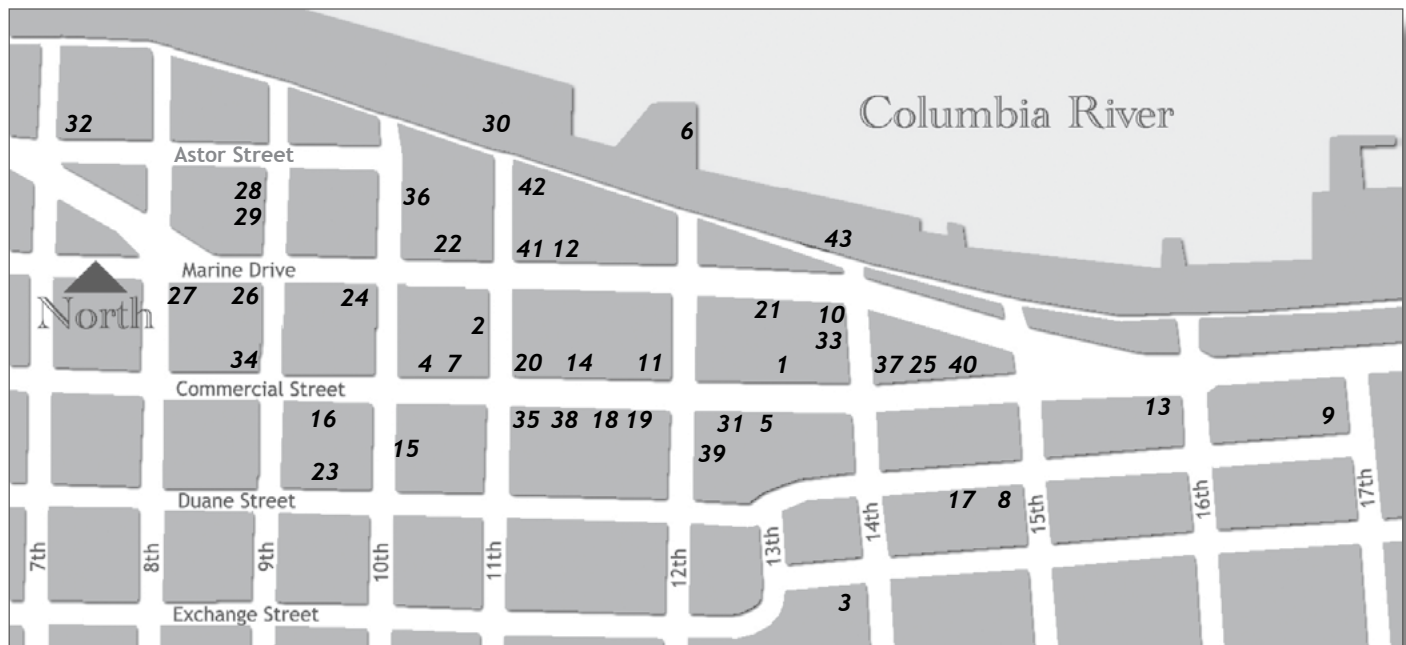 Columbia River
32
30
6
Astor Street
28
29
36
42
22
41 12
43
Marine Drive
North
27
26
24
2
21
10
33
34
4 7
20
14
11
1
37 25 40
Commercial Street
16
15
23
35 38 18 19
31 5
39
13
9
Duane Street
17 8
7th
8th
9th
10th
11th
12th
13th
14th
15th
16th
17th
Exchange Street
3